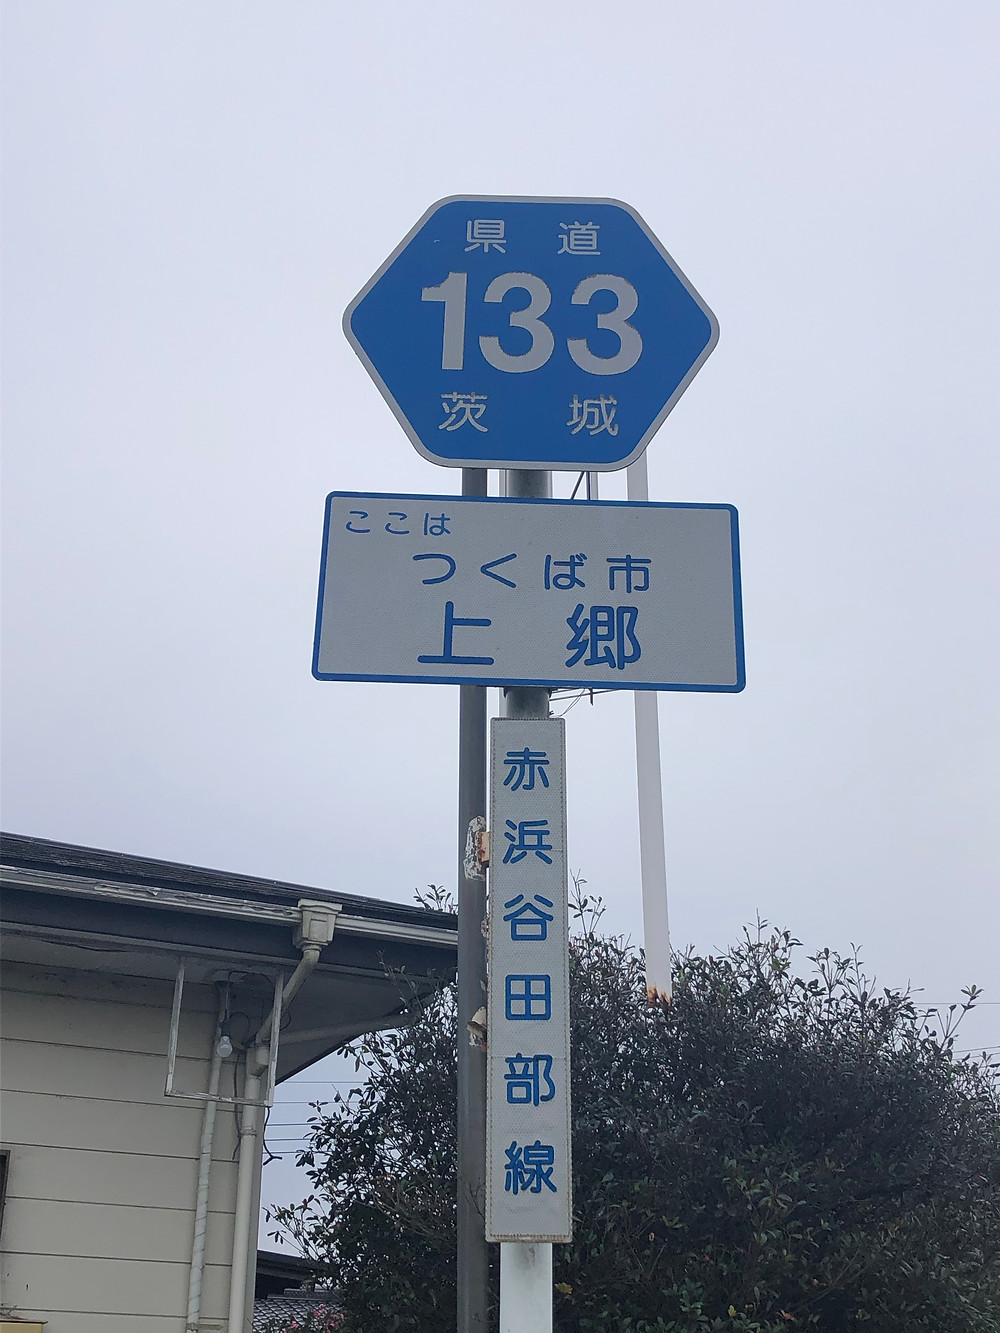 県道
133
茨城
ここは
つくば市
上郷
赤浜谷田部線